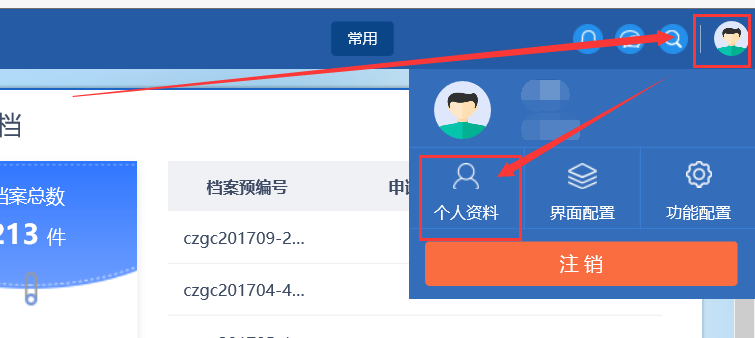 常用
档
档案总数
213 件
档案预编号
申请
czgc201709-2...
czgc201704-4...
个人资料
界面配置
功能配置
注 销